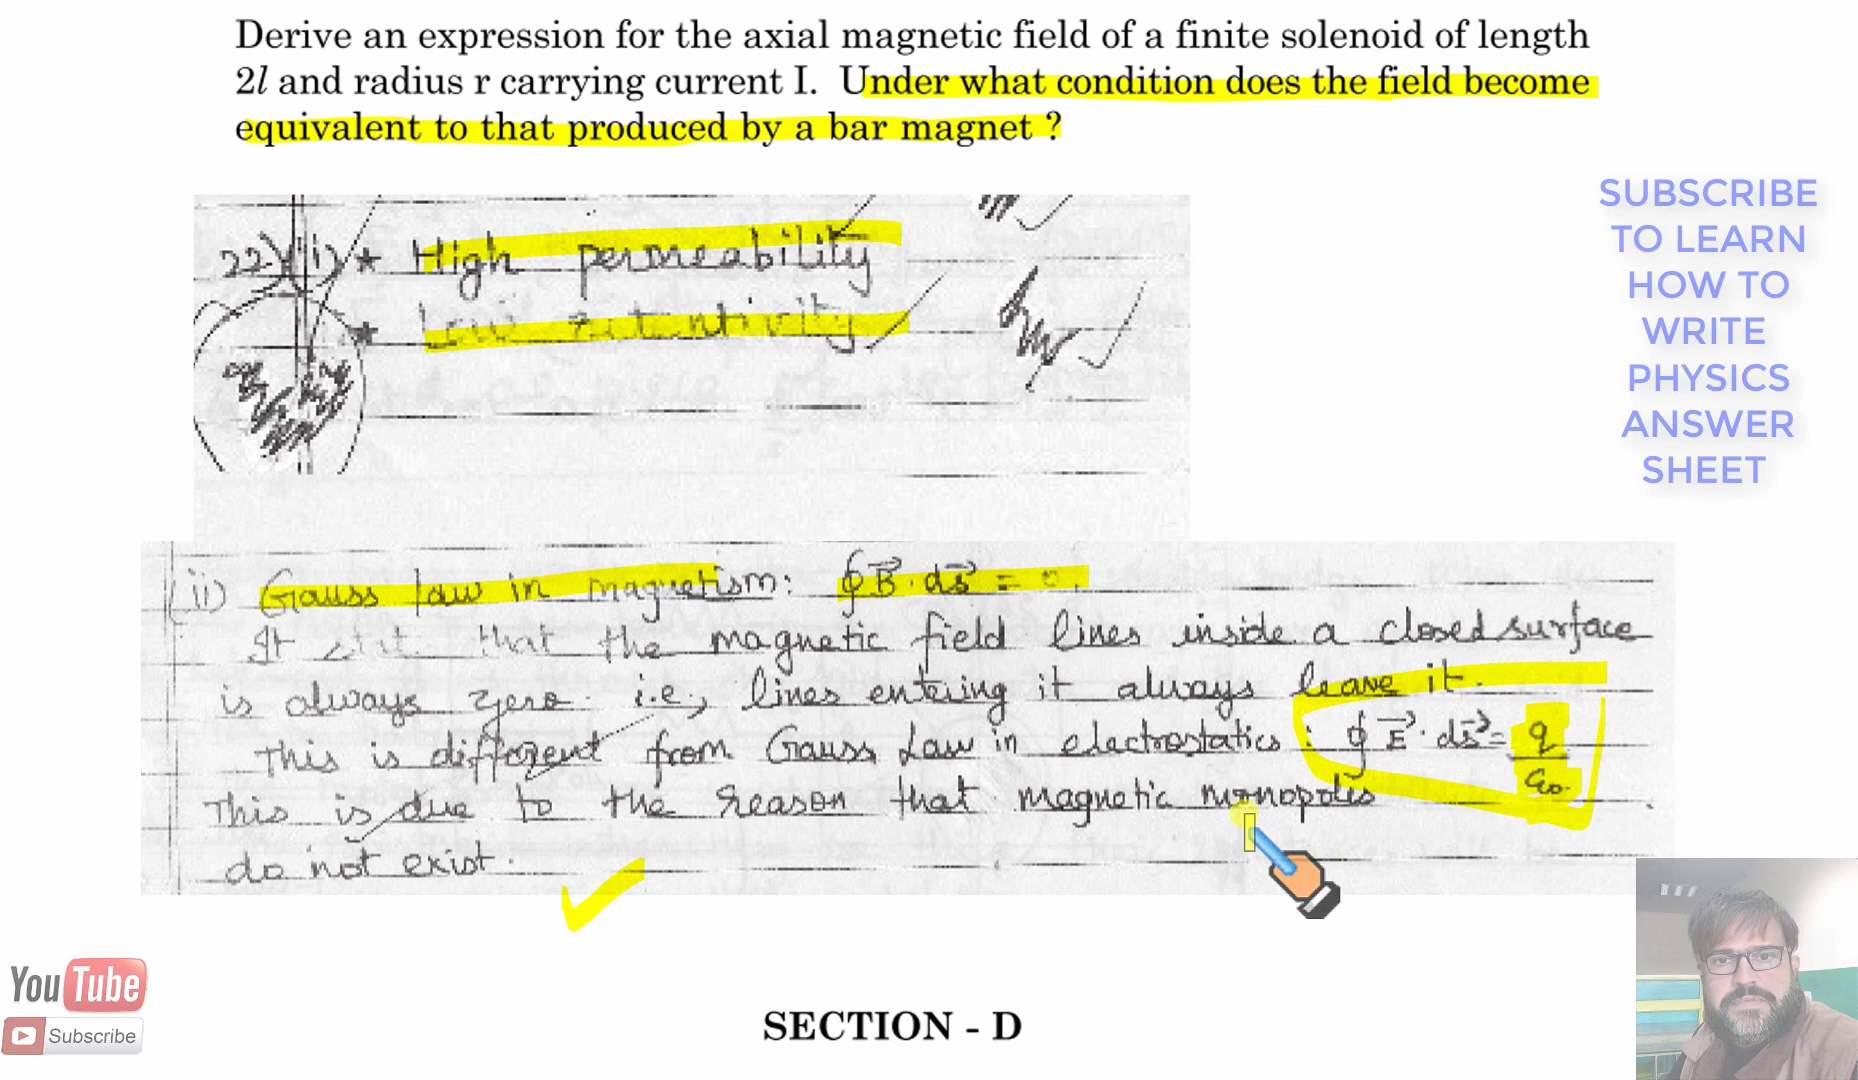 Derive an expression for the axial magnetic field of a finite solenoid of length
2l and radius r carrying current I. Under what condition does the field become
equivalent to that produced by a bar magnet ?
22) (i) * High permeability
* Low retentivity
(ii) Gauss law in magnetism: ∮B⃗·ds⃗ = 0.
It that the magnetic field lines inside a closed surface
is always zero i.e., lines entering it always leave it.
This is different from Gauss Law in electrostatics : ∮E⃗·ds⃗ = q/ε₀.
This is due to the reason that magnetic monopoles
do not exist.
SECTION - D
SUBSCRIBE
TO LEARN
HOW TO
WRITE
PHYSICS
ANSWER
SHEET
YouTube
Subscribe